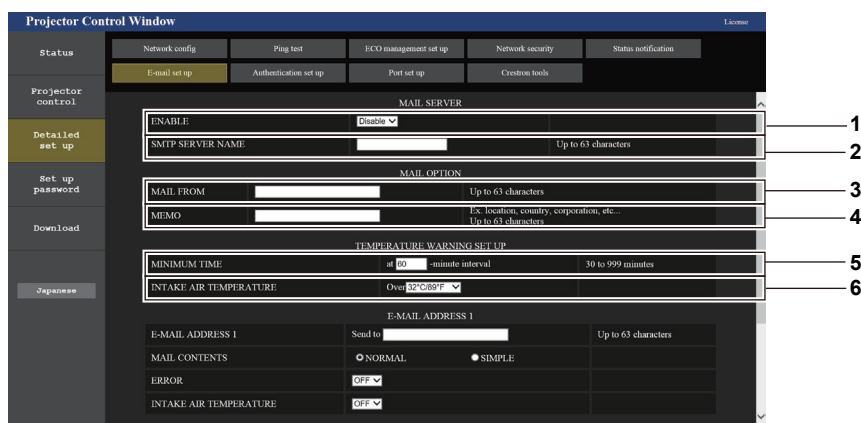 Projector Control Window License
Status
Network config Ping test ECO management set up Network security Status notification
E-mail set up Authentication set up Port set up Crestron tools
Projector
control
Detailed
set up
Set up
password
Download
Japanese
MAIL SERVER
ENABLE Disable 1
SMTP SERVER NAME Up to 63 characters 2
MAIL OPTION
MAIL FROM Up to 63 characters 3
MEMO Ex. location, country, corporation, etc... 4
Up to 63 characters
TEMPERATURE WARNING SET UP
MINIMUM TIME at 60 -minute interval 30 to 999 minutes 5
INTAKE AIR TEMPERATURE Over 32°C/89°F 6
E-MAIL ADDRESS 1
E-MAIL ADDRESS 1 Send to Up to 63 characters
MAIL CONTENTS NORMAL SIMPLE
ERROR OFF
INTAKE AIR TEMPERATURE OFF